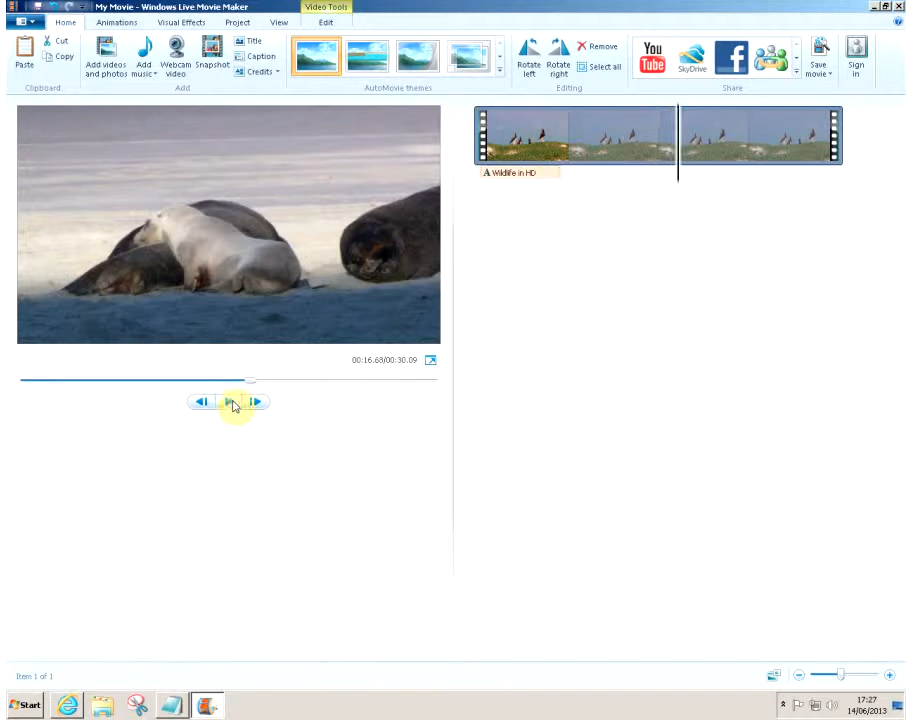 My Movie - Windows Live Movie Maker
Video Tools
Home
Animations
Visual Effects
Project
View
Edit
Paste
Cut
Copy
Clipboard
Add videos and photos
Add music
Webcam video
Snapshot
Title
Caption
Credits
Add
AutoMovie themes
Rotate left
Rotate right
Remove
Select all
Editing
You Tube
SkyDrive
f
Share
Save movie
Sign in
A Wildlife in HD
00:16.68/00:30.09
Item 1 of 1
Start
17:27
14/06/2013